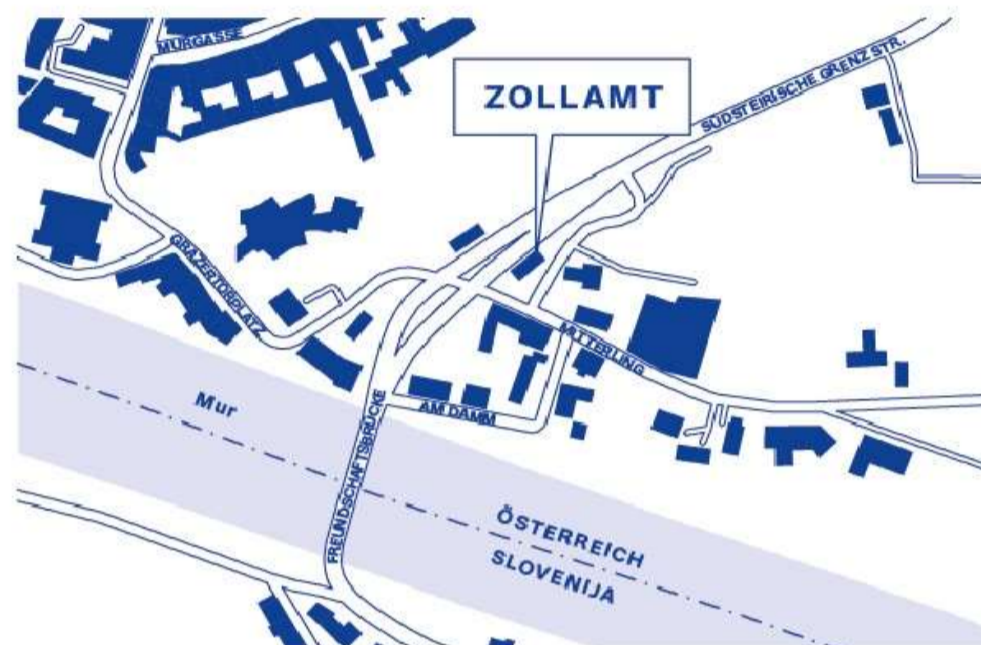 MURGASSE
ZOLLAMT
SÜDSTEIRISCHE GRENZ STR.
GRAZERTORPLATZ
MITTERLING
Mur
AM DAMM
FREUNDSCHAFTSBRÜCKE
ÖSTERREICH
SLOVENIJA